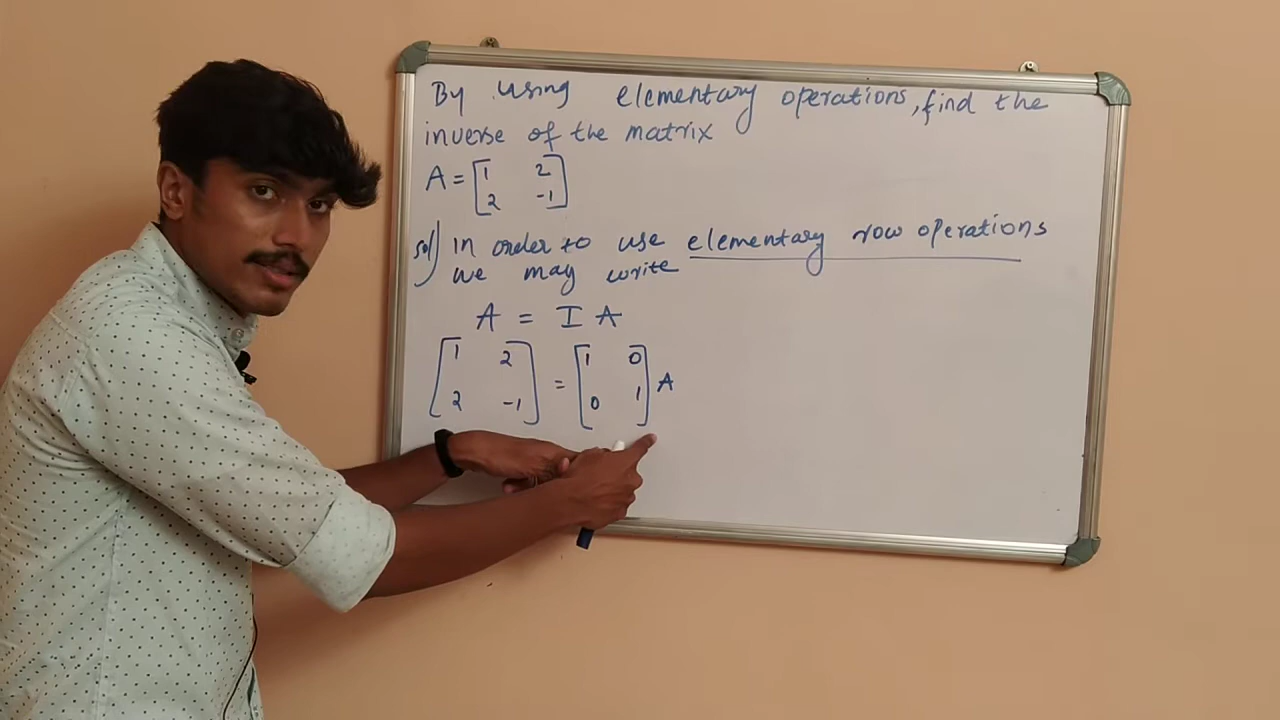 By using elementary operations, find the
inverse of the matrix
A = [1 2
2 -1]
Sol) In order to use elementary row operations
we may write
A = I A
[1 2
2 -1] = [1 0
0 1] A